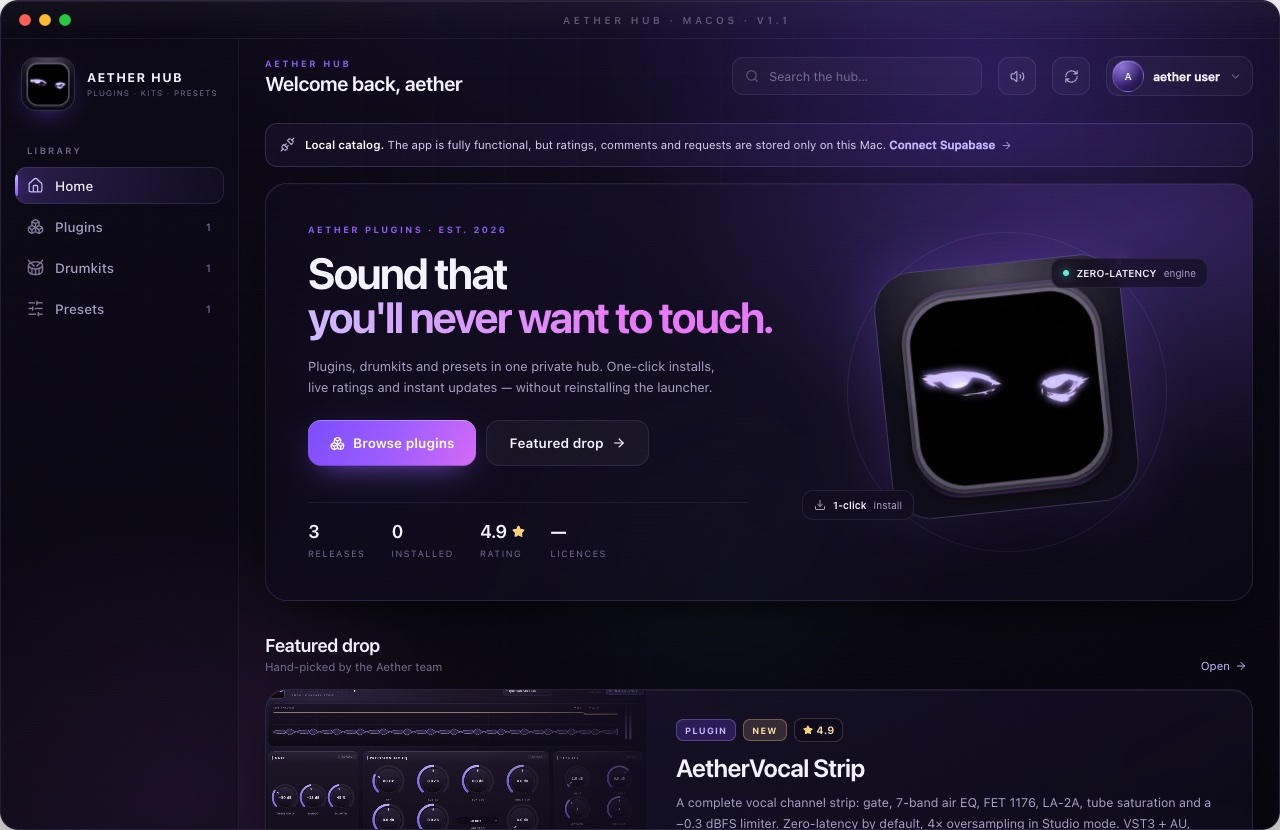 AETHER HUB · MACOS · V1.1
AETHER HUB
PLUGINS · KITS · PRESETS
LIBRARY
Home
Plugins 1
Drumkits 1
Presets 1
AETHER HUB
Welcome back, aether
Search the hub...
A aether user
Local catalog. The app is fully functional, but ratings, comments and requests are stored only on this Mac. Connect Supabase →
AETHER PLUGINS · EST. 2026
Sound that
you'll never want to touch.
Plugins, drumkits and presets in one private hub. One-click installs,
live ratings and instant updates — without reinstalling the launcher.
Browse plugins
Featured drop →
ZERO-LATENCY engine
1-click install
3 0 4.9 —
RELEASES INSTALLED RATING LICENCES
Featured drop
Hand-picked by the Aether team
Open →
PLUGIN NEW 4.9
AetherVocal Strip
A complete vocal channel strip: gate, 7-band air EQ, FET 1176, LA-2A, tube saturation and a
−0.3 dBFS limiter. Zero-latency by default, 4× oversampling in Studio mode. VST3 + AU,